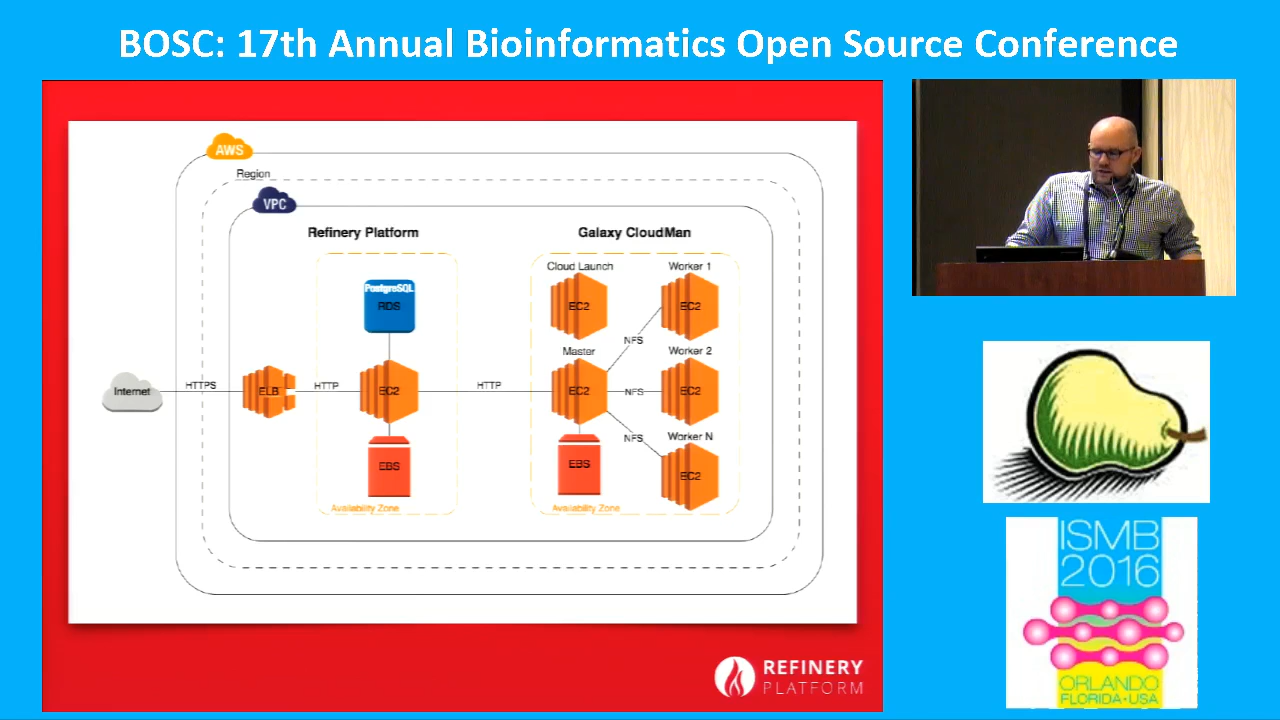 BOSC: 17th Annual Bioinformatics Open Source Conference
AWS
Region
VPC
Refinery Platform
Galaxy CloudMan
Cloud Launch
Worker 1
PostgreSQL
RDS
EC2
EC2
NFS
Master
Worker 2
Internet
HTTPS
ELB
HTTP
EC2
HTTP
EC2
NFS
EC2
NFS
Worker N
EBS
EBS
EC2
Availability Zone
Availability Zone
REFINERY
PLATFORM
ISMB
2016
ORLANDO
FLORIDA•USA